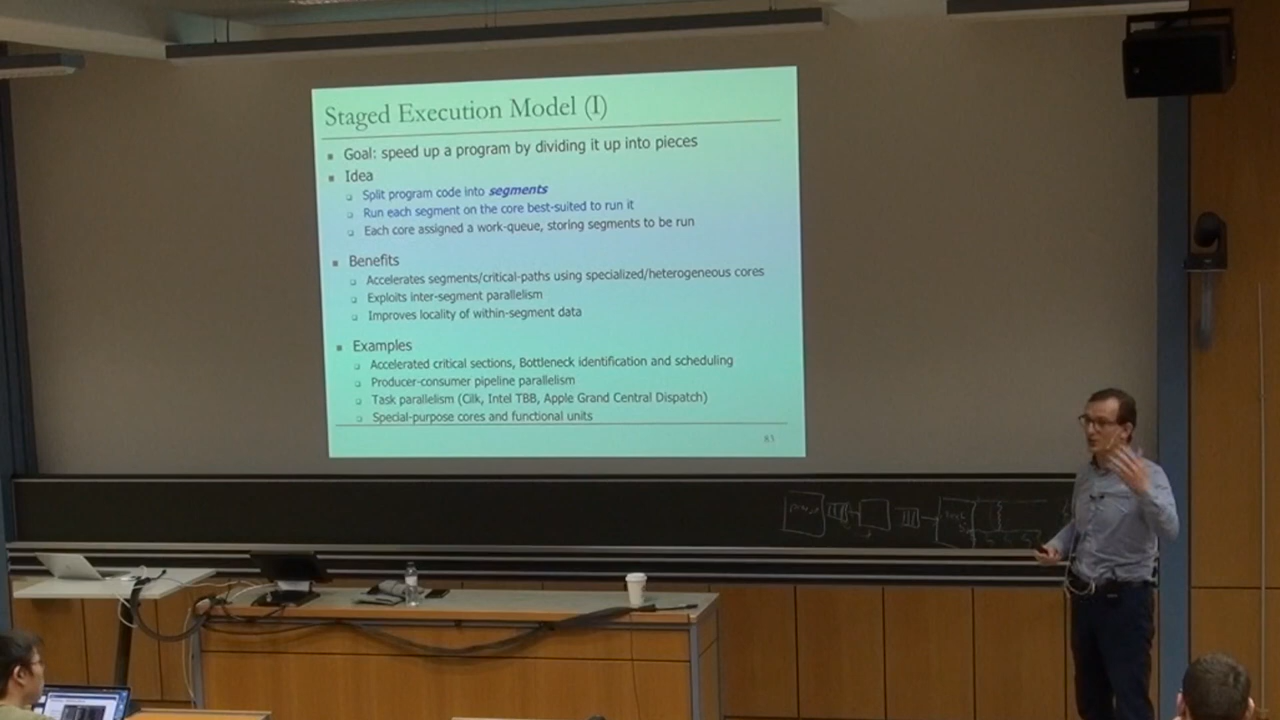 Staged Execution Model (I)
Goal: speed up a program by dividing it up into pieces
Idea
Split program code into segments
Run each segment on the core best-suited to run it
Each core assigned a work-queue, storing segments to be run
Benefits
Accelerates segments/critical-paths using specialized/heterogeneous cores
Exploits inter-segment parallelism
Improves locality of within-segment data
Examples
Accelerated critical sections, Bottleneck identification and scheduling
Producer-consumer pipeline parallelism
Task parallelism (Cilk, Intel TBB, Apple Grand Central Dispatch)
Special-purpose cores and functional units
83